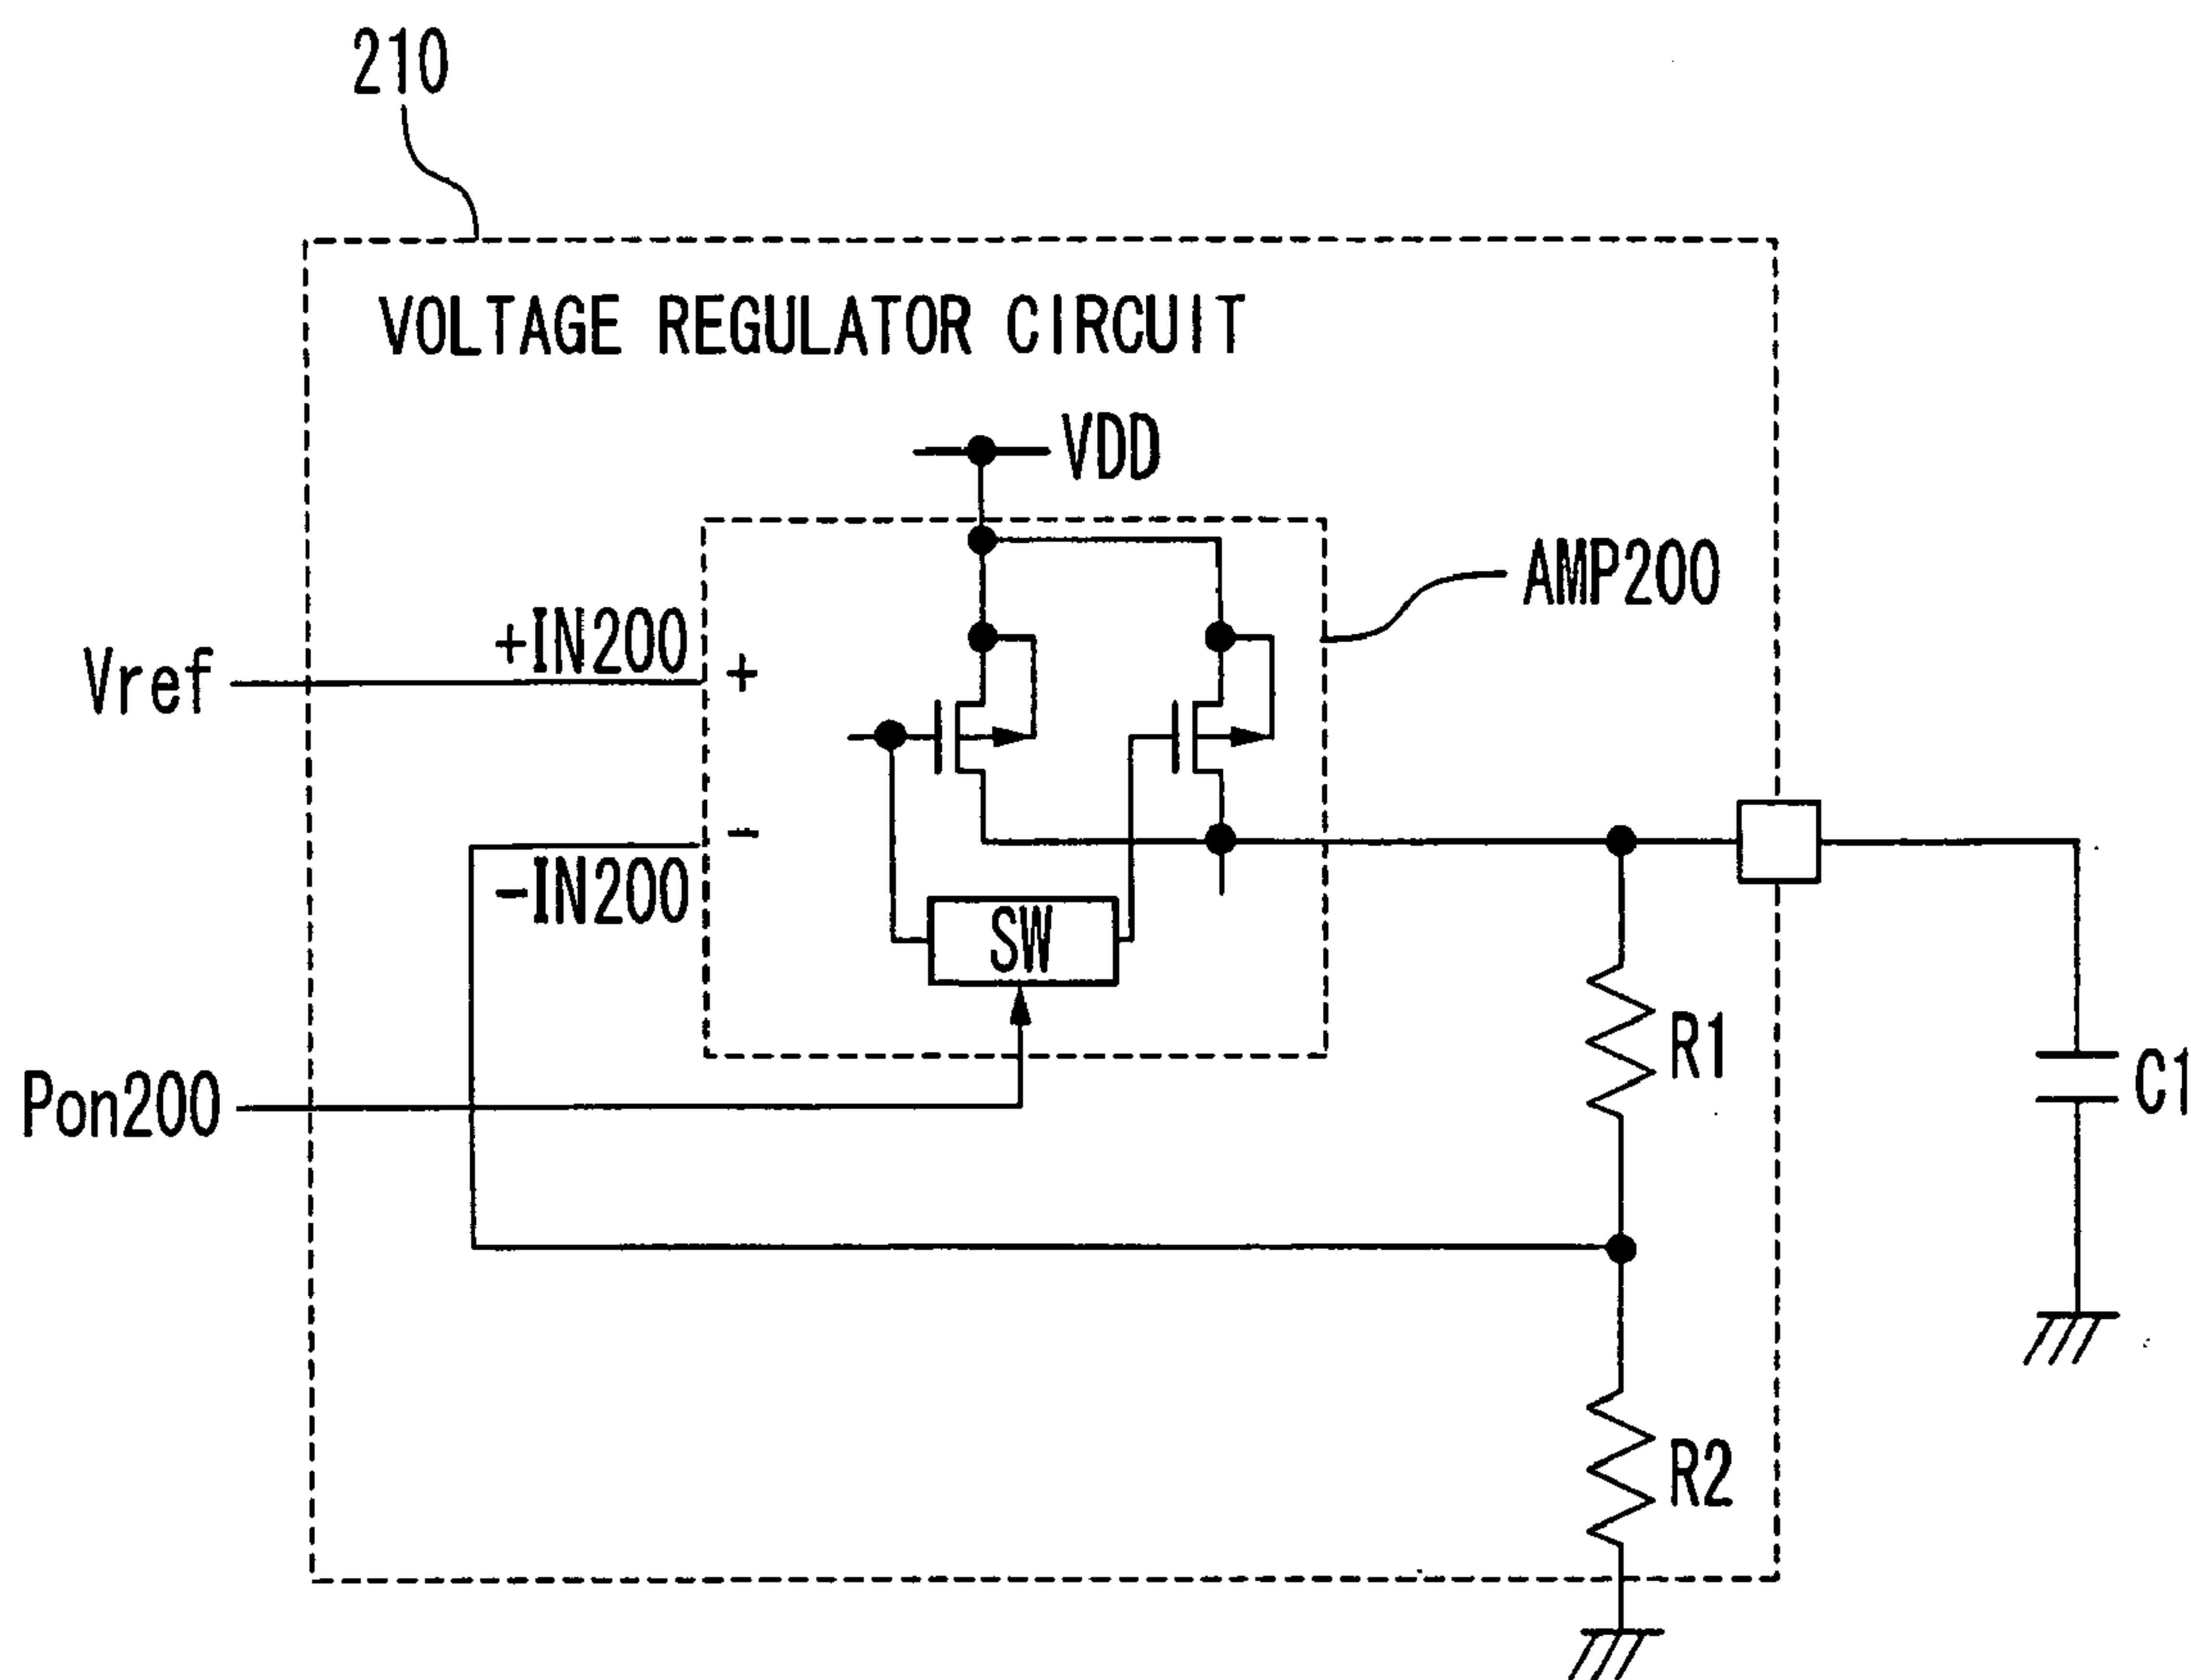 210
VOLTAGE REGULATOR CIRCUIT
VDD
AMP200
+IN200
Vref
+
-
-IN200
SW
R1
C1
Pon200
R2